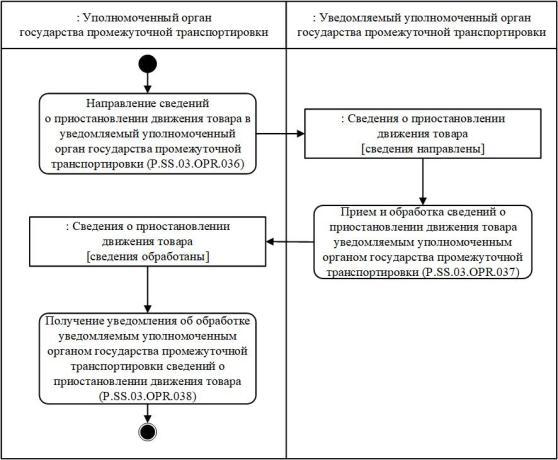 : Уполномоченный орган
государства промежуточной транспортировки
: Уведомляемый уполномоченный орган
государства промежуточной транспортировки
Направление сведений
о приостановлении движения товара в
уведомляемый уполномоченный
орган государства промежуточной
транспортировки (P.SS.03.OPR.036)
: Сведения о приостановлении
движения товара
[сведения направлены]
Прием и обработка сведений о
приостановлении движения товара
уведомляемым уполномоченным
органом государства промежуточной
транспортировки (P.SS.03.OPR.037)
: Сведения о приостановлении
движения товара
[сведения обработаны]
Получение уведомления об обработке
уведомляемым уполномоченным
органом государства промежуточной
транспортировки сведений о
приостановлении движения товара
(P.SS.03.OPR.038)